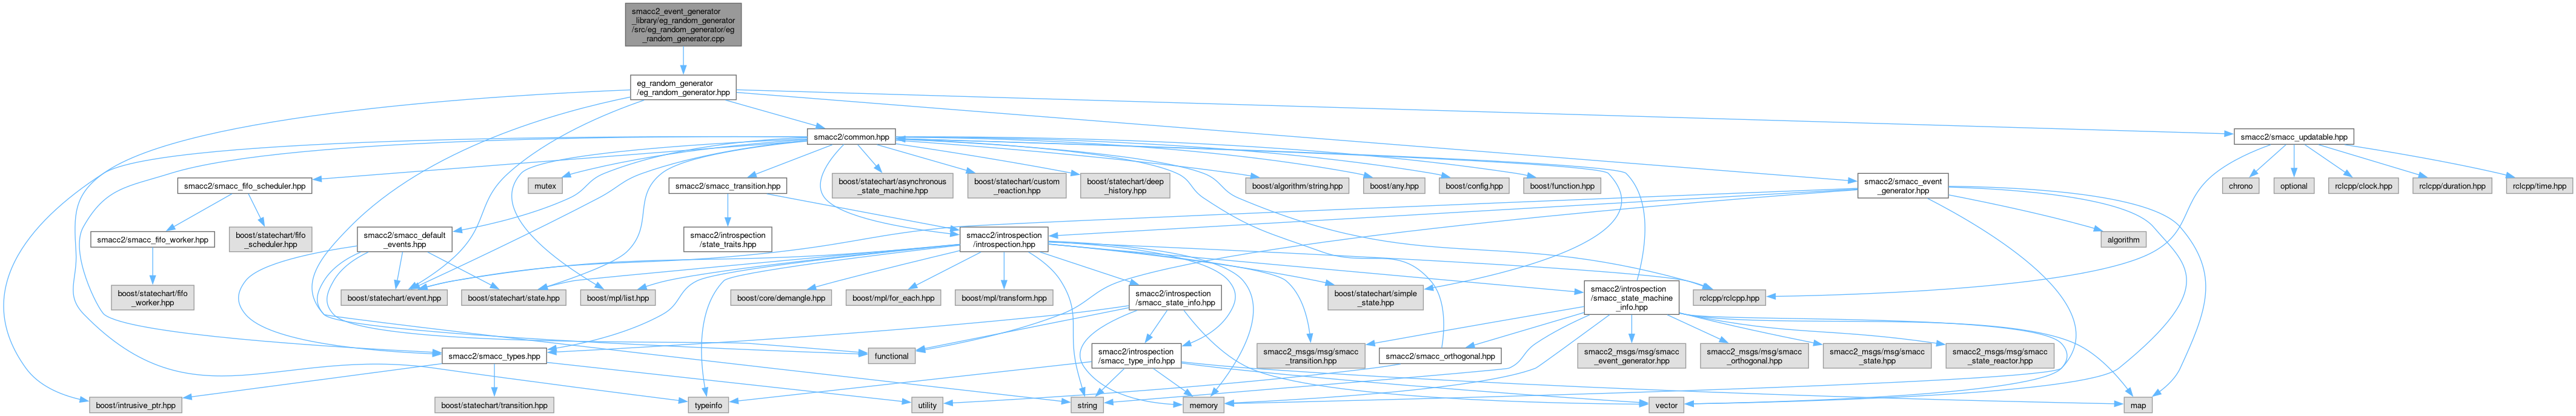 smacc2_event_generator
_library/eg_random_generator
/src/eg_random_generator/eg
_random_generator.cpp
eg_random_generator
/eg_random_generator.hpp
smacc2/common.hpp
smacc2/smacc_updatable.hpp
smacc2/smacc_fifo_scheduler.hpp
mutex
smacc2/smacc_transition.hpp
boost/statechart/asynchronous
_state_machine.hpp
boost/statechart/custom
_reaction.hpp
boost/statechart/deep
_history.hpp
boost/algorithm/string.hpp
boost/any.hpp
boost/config.hpp
boost/function.hpp
smacc2/smacc_event
_generator.hpp
chrono
optional
rclcpp/clock.hpp
rclcpp/duration.hpp
rclcpp/time.hpp
smacc2/smacc_fifo_worker.hpp
boost/statechart/fifo
_scheduler.hpp
smacc2/smacc_default
_events.hpp
smacc2/introspection
/state_traits.hpp
smacc2/introspection
/introspection.hpp
algorithm
boost/statechart/fifo
_worker.hpp
boost/statechart/event.hpp
boost/statechart/state.hpp
boost/mpl/list.hpp
boost/core/demangle.hpp
boost/mpl/for_each.hpp
boost/mpl/transform.hpp
smacc2/introspection
/smacc_state_info.hpp
boost/statechart/simple
_state.hpp
smacc2/introspection
/smacc_state_machine
_info.hpp
rclcpp/rclcpp.hpp
smacc2/smacc_types.hpp
functional
smacc2/introspection
/smacc_type_info.hpp
smacc2_msgs/msg/smacc
_transition.hpp
smacc2/smacc_orthogonal.hpp
smacc2_msgs/msg/smacc
_event_generator.hpp
smacc2_msgs/msg/smacc
_orthogonal.hpp
smacc2_msgs/msg/smacc
_state.hpp
smacc2_msgs/msg/smacc
_state_reactor.hpp
boost/intrusive_ptr.hpp
boost/statechart/transition.hpp
typeinfo
utility
string
memory
vector
map